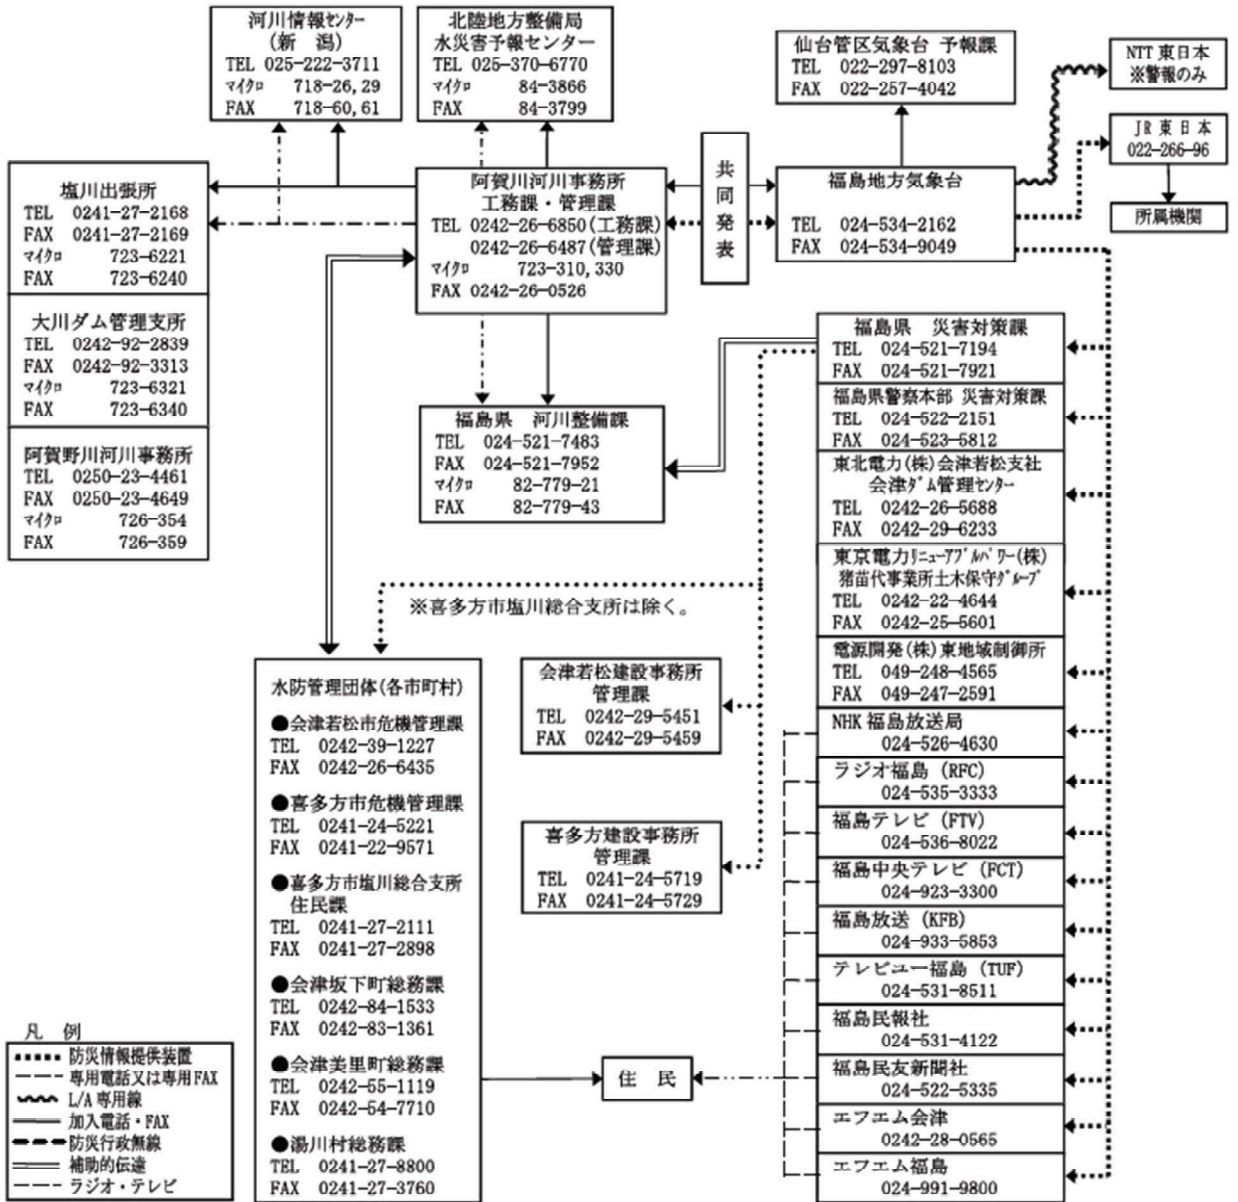 河川情報センター
(新 潟)
TEL 025-222-3711
マイクロ 718-26,29
FAX 718-60,61
北陸地方整備局
水災害予報センター
TEL 025-370-6770
マイクロ 84-3866
FAX 84-3799
仙台管区気象台 予報課
TEL 022-297-8103
FAX 022-257-4042
NTT 東日本
※警報のみ
JR 東 日 本
022-266-96
所属機関
塩川出張所
TEL 0241-27-2168
FAX 0241-27-2169
マイクロ 723-6221
FAX 723-6240
大川ダム管理支所
TEL 0242-92-2839
FAX 0242-92-3313
マイクロ 723-6321
FAX 723-6340
阿賀野川河川事務所
TEL 0250-23-4461
FAX 0250-23-4649
マイクロ 726-354
FAX 726-359
阿賀川河川事務所
工務課・管理課
TEL 0242-26-6850(工務課)
0242-26-6487(管理課)
マイクロ 723-310,330
FAX 0242-26-0526
共同発表
福島地方気象台
TEL 024-534-2162
FAX 024-534-9049
福島県 河川整備課
TEL 024-521-7483
FAX 024-521-7952
マイクロ 82-779-21
FAX 82-779-43
福島県 災害対策課
TEL 024-521-7194
FAX 024-521-7921
福島県警察本部 災害対策課
TEL 024-522-2151
FAX 024-523-5812
東北電力(株)会津若松支社
会津ダム管理センター
TEL 0242-26-5688
FAX 0242-29-6233
東京電力リニューアブルパワー(株)
猪苗代事業所土木保守グループ
TEL 0242-22-4644
FAX 0242-25-5601
電源開発(株)東地域制御所
TEL 049-248-4565
FAX 049-247-2591
NHK 福島放送局
024-526-4630
ラジオ福島 (RFC)
024-535-3333
福島テレビ (FTV)
024-536-8022
福島中央テレビ (FCT)
024-923-3300
福島放送 (KFB)
024-933-5853
テレビユー福島 (TUF)
024-531-8511
福島民報社
024-531-4122
福島民友新聞社
024-522-5335
エフエム会津
0242-28-0565
エフエム福島
024-991-9800
※喜多方市塩川総合支所は除く。
水防管理団体(各市町村)
●会津若松市危機管理課
TEL 0242-39-1227
FAX 0242-26-6435
●喜多方市危機管理課
TEL 0241-24-5221
FAX 0241-22-9571
●喜多方市塩川総合支所
住民課
TEL 0241-27-2111
FAX 0241-27-2898
●会津坂下町総務課
TEL 0242-84-1533
FAX 0242-83-1361
●会津美里町総務課
TEL 0242-55-1119
FAX 0242-54-7710
●湯川村総務課
TEL 0241-27-8800
FAX 0241-27-3760
会津若松建設事務所
管理課
TEL 0242-29-5451
FAX 0242-29-5459
喜多方建設事務所
管理課
TEL 0241-24-5719
FAX 0241-24-5729
住 民
凡 例
防災情報提供装置
専用電話又は専用FAX
L/A 専用線
加入電話・FAX
防災行政無線
補助的伝達
ラジオ・テレビ